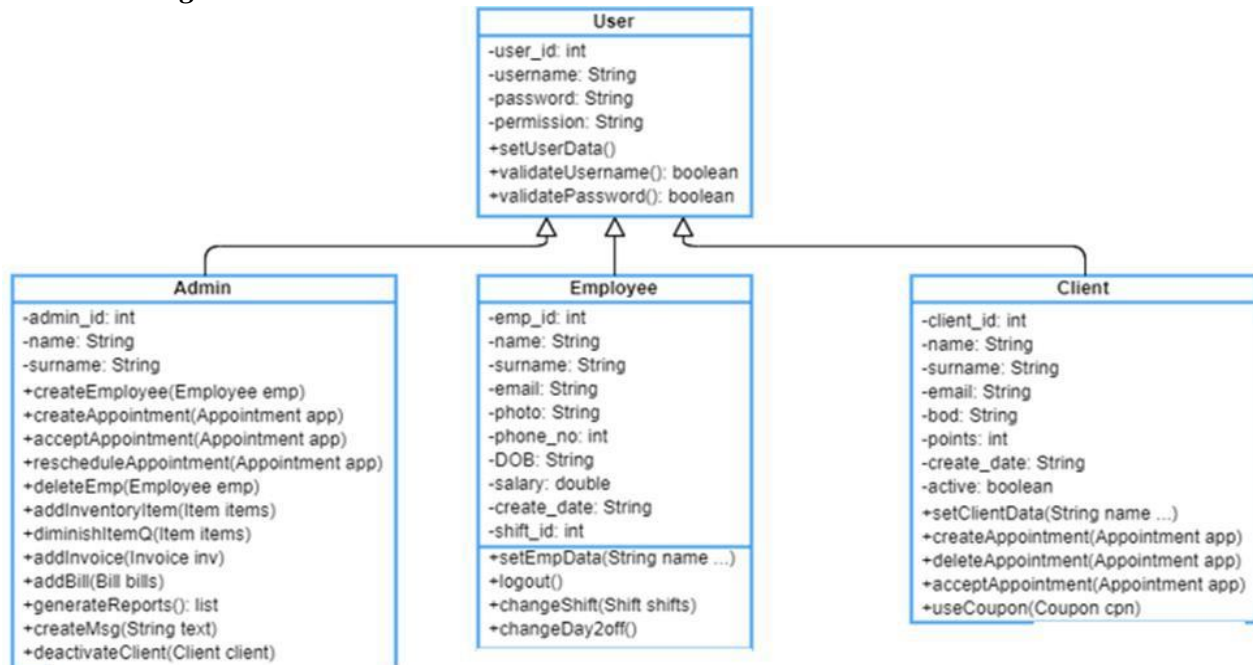 User
-user_id: int
-username: String
-password: String
-permission: String
+setUserData()
+validateUsername(): boolean
+validatePassword(): boolean
Admin
-admin_id: int
-name: String
-surname: String
+createEmployee(Employee emp)
+createAppointment(Appointment app)
+acceptAppointment(Appointment app)
+rescheduleAppointment(Appointment app)
+deleteEmp(Employee emp)
+addInventoryItem(Item items)
+diminishItemQ(Item items)
+addInvoice(Invoice inv)
+addBill(Bill bills)
+generateReports(): list
+createMsg(String text)
+deactivateClient(Client client)
Employee
-emp_id: int
-name: String
-surname: String
-email: String
-photo: String
-phone_no: int
-DOB: String
-salary: double
-create_date: String
-shift_id: int
+setEmpData(String name ...)
+logout()
+changeShift(Shift shifts)
+changeDay2off()
Client
-client_id: int
-name: String
-surname: String
-email: String
-bod: String
-points: int
-create_date: String
-active: boolean
+setClientData(String name ...)
+createAppointment(Appointment app)
+deleteAppointment(Appointment app)
+acceptAppointment(Appointment app)
+useCoupon(Coupon cpn)